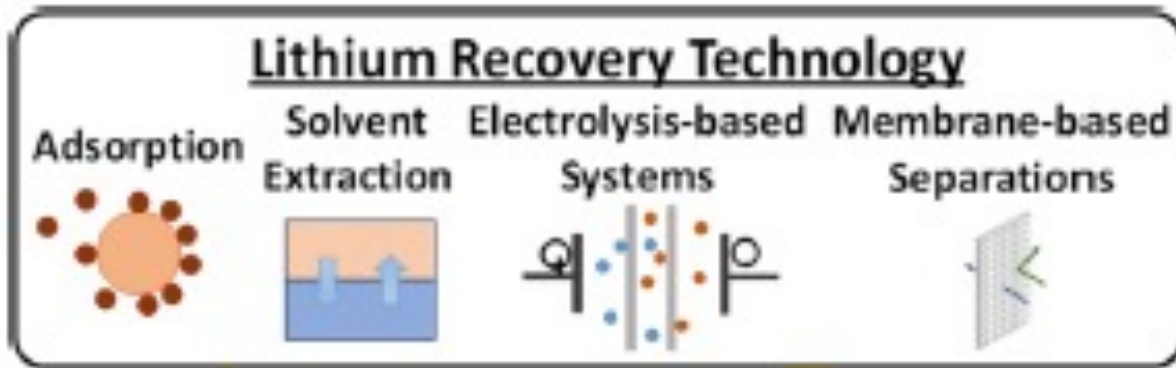 Lithium Recovery Technology
Adsorption
Solvent
Extraction
Electrolysis-based
Systems
Membrane-based
Separations